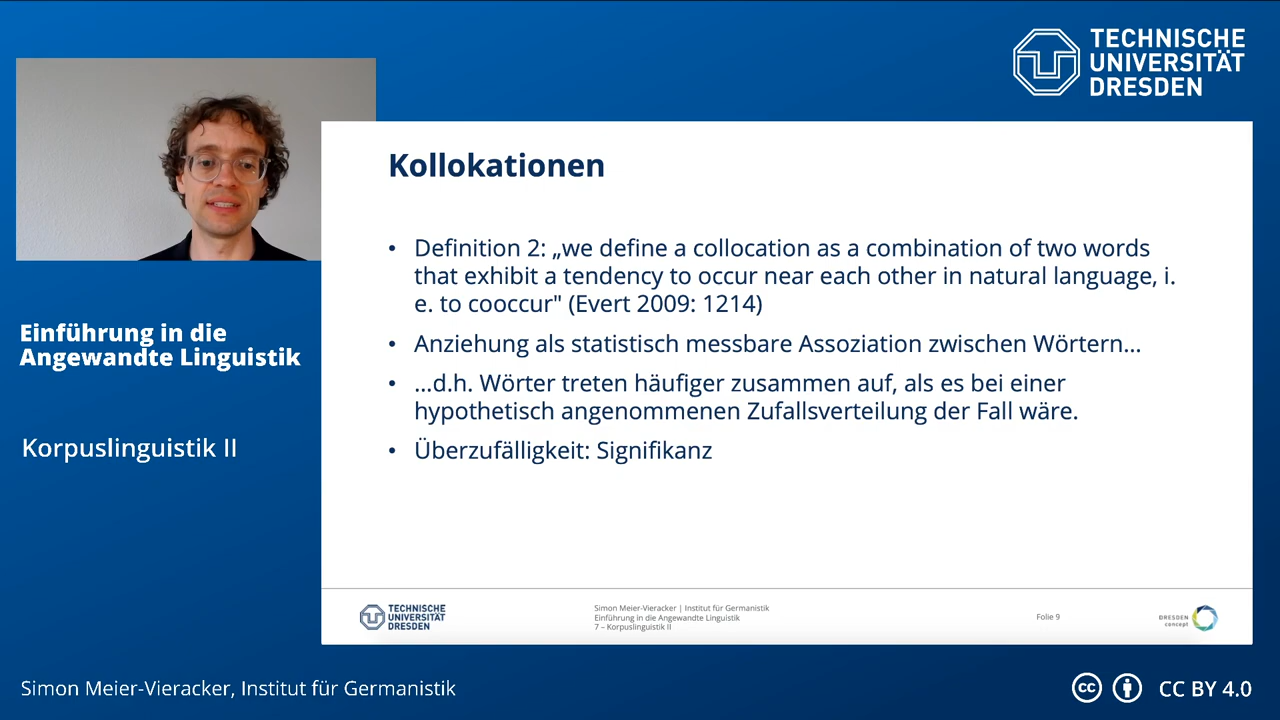 TECHNISCHE
UNIVERSITÄT
DRESDEN
Einführung in die
Angewandte Linguistik
Korpuslinguistik II
Kollokationen
• Definition 2: „we define a collocation as a combination of two words
that exhibit a tendency to occur near each other in natural language, i.
e. to cooccur" (Evert 2009: 1214)
• Anziehung als statistisch messbare Assoziation zwischen Wörtern…
• …d.h. Wörter treten häufiger zusammen auf, als es bei einer
hypothetisch angenommenen Zufallsverteilung der Fall wäre.
• Überzufälligkeit: Signifikanz
TECHNISCHE
UNIVERSITÄT
DRESDEN
Simon Meier-Vieracker | Institut für Germanistik
Einführung in die Angewandte Linguistik
7 – Korpuslinguistik II
Folie 9
DRESDEN
concept
Simon Meier-Vieracker, Institut für Germanistik
cc CC BY 4.0